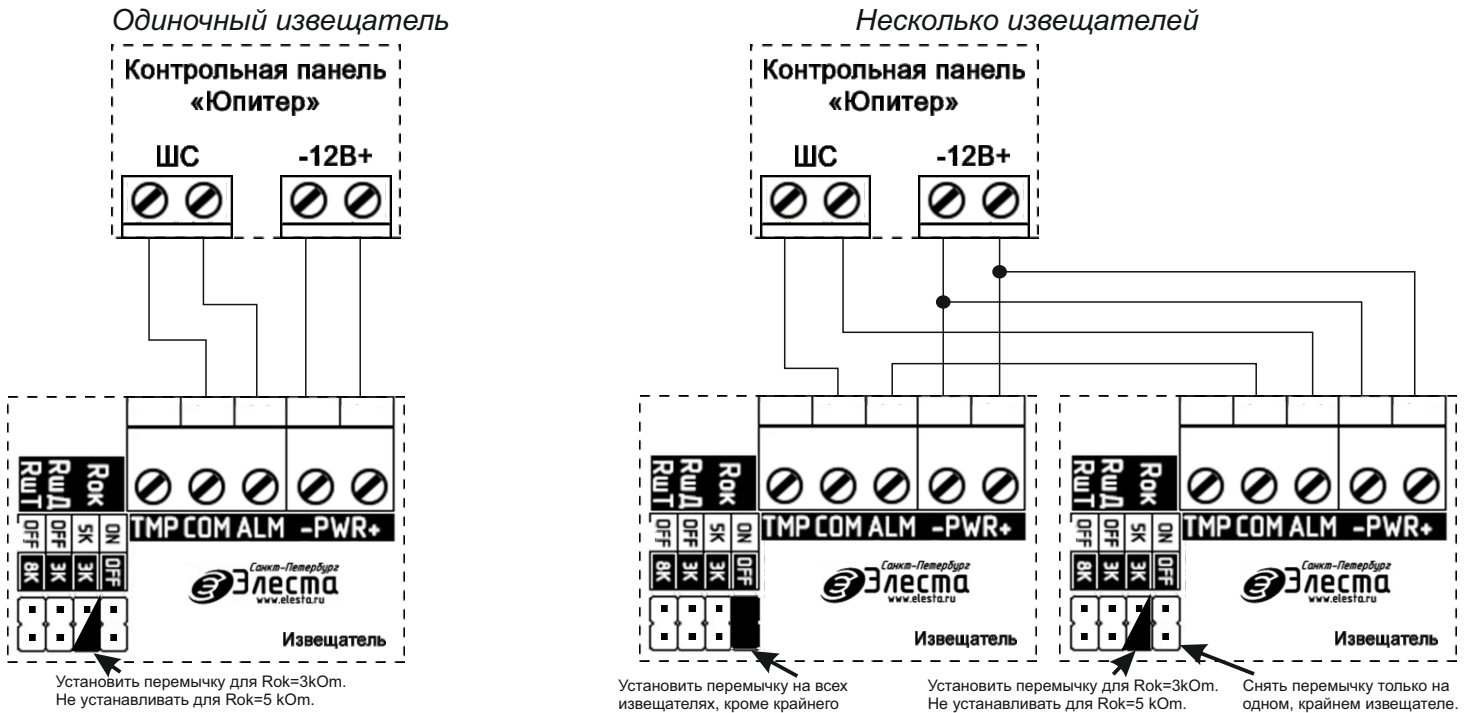 Одиночный извещатель
Контрольная панель
«Юпитер»
ШС -12В+
RшТ RшД Rok
OFF OFF 5K ON
8K 3K 3K OFF
TMP COM ALM -PWR+
Санкт-Петербург
Элеста
www.elesta.ru
Извещатель
Установить перемычку для Rok=3kOm.
Не устанавливать для Rok=5 kOm.
Несколько извещателей
Контрольная панель
«Юпитер»
ШС -12В+
RшТ RшД Rok
OFF OFF 5K ON
8K 3K 3K OFF
TMP COM ALM -PWR+
Санкт-Петербург
Элеста
www.elesta.ru
Извещатель
Установить перемычку на всех
извещателях, кроме крайнего
RшТ RшД Rok
OFF OFF 5K ON
8K 3K 3K OFF
TMP COM ALM -PWR+
Санкт-Петербург
Элеста
www.elesta.ru
Извещатель
Установить перемычку для Rok=3kOm.
Не устанавливать для Rok=5 kOm.
Снять перемычку только на
одном, крайнем извещателе.